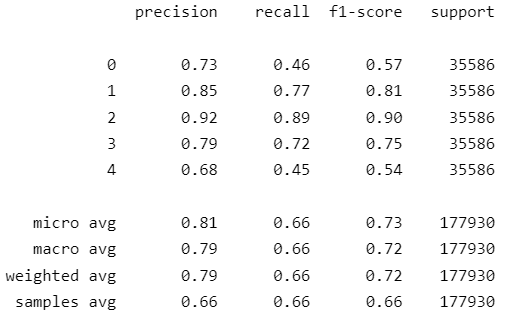 precision recall f1-score support
0 0.73 0.46 0.57 35586
1 0.85 0.77 0.81 35586
2 0.92 0.89 0.90 35586
3 0.79 0.72 0.75 35586
4 0.68 0.45 0.54 35586
micro avg 0.81 0.66 0.73 177930
macro avg 0.79 0.66 0.72 177930
weighted avg 0.79 0.66 0.72 177930
samples avg 0.66 0.66 0.66 177930